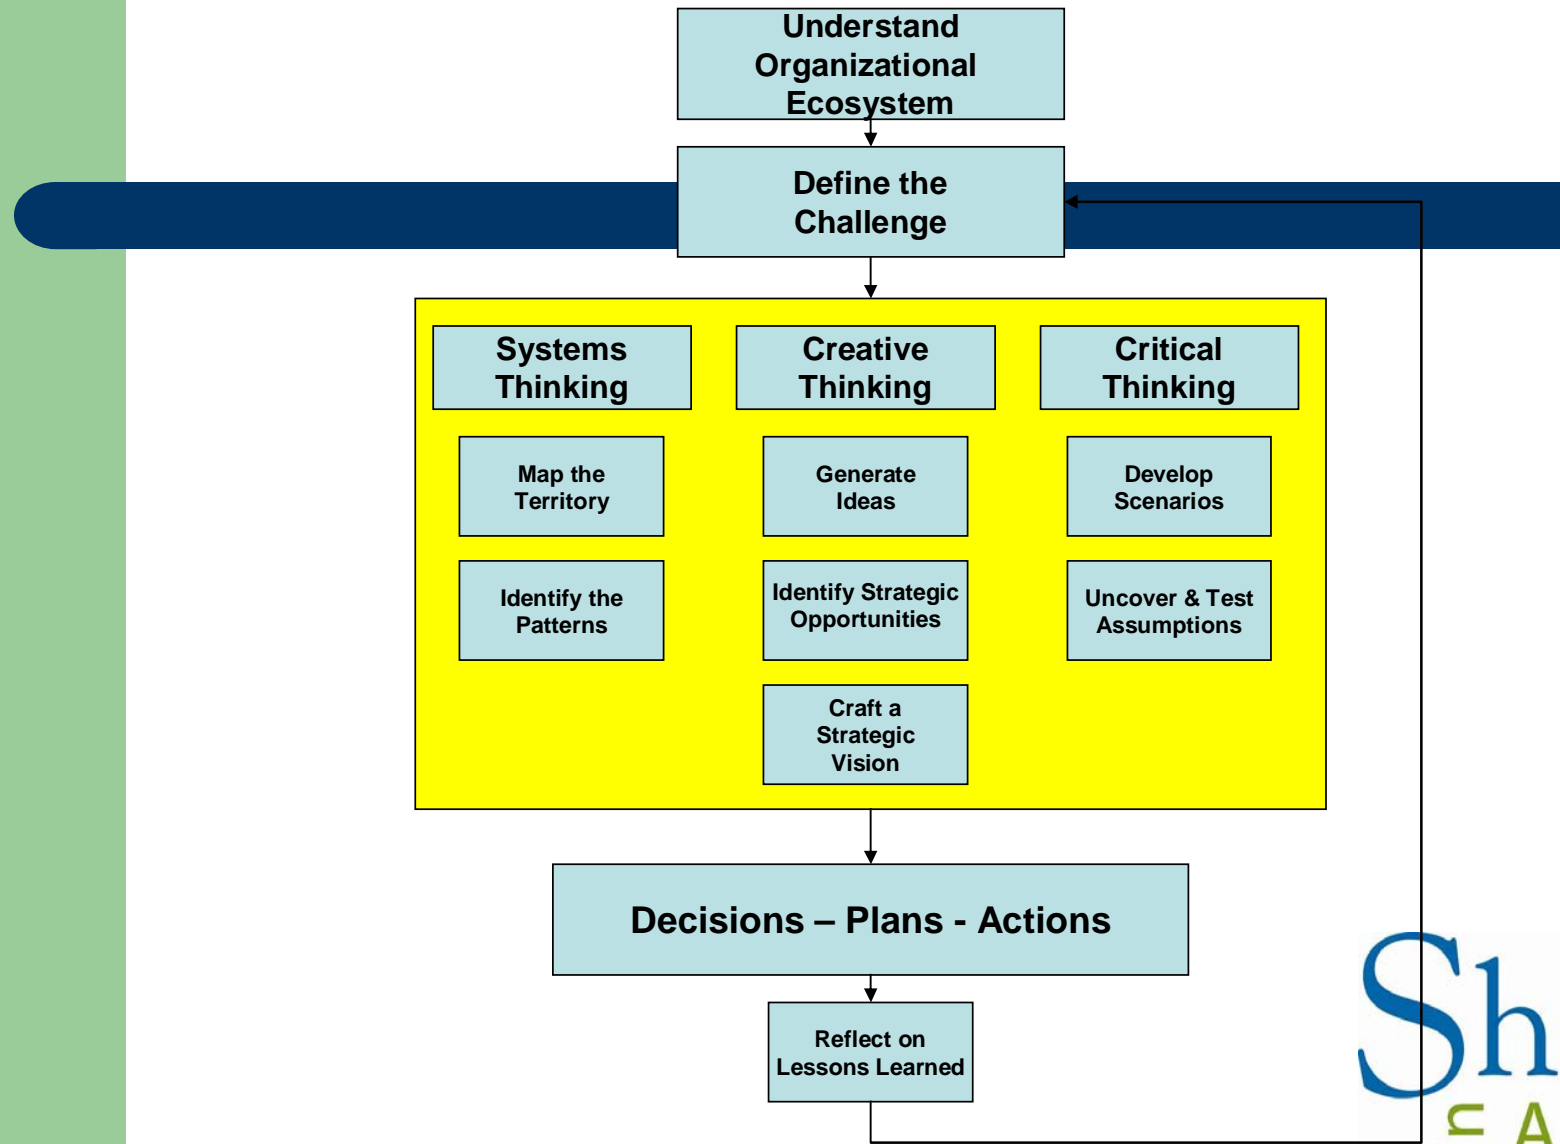 Understand
Organizational
Ecosystem
Define the
Challenge
Systems
Thinking
Creative
Thinking
Critical
Thinking
Map the
Territory
Generate
Ideas
Develop
Scenarios
Identify the
Patterns
Identify Strategic
Opportunities
Uncover & Test
Assumptions
Craft a
Strategic
Vision
Decisions – Plans - Actions
Reflect on
Lessons Learned
Sh